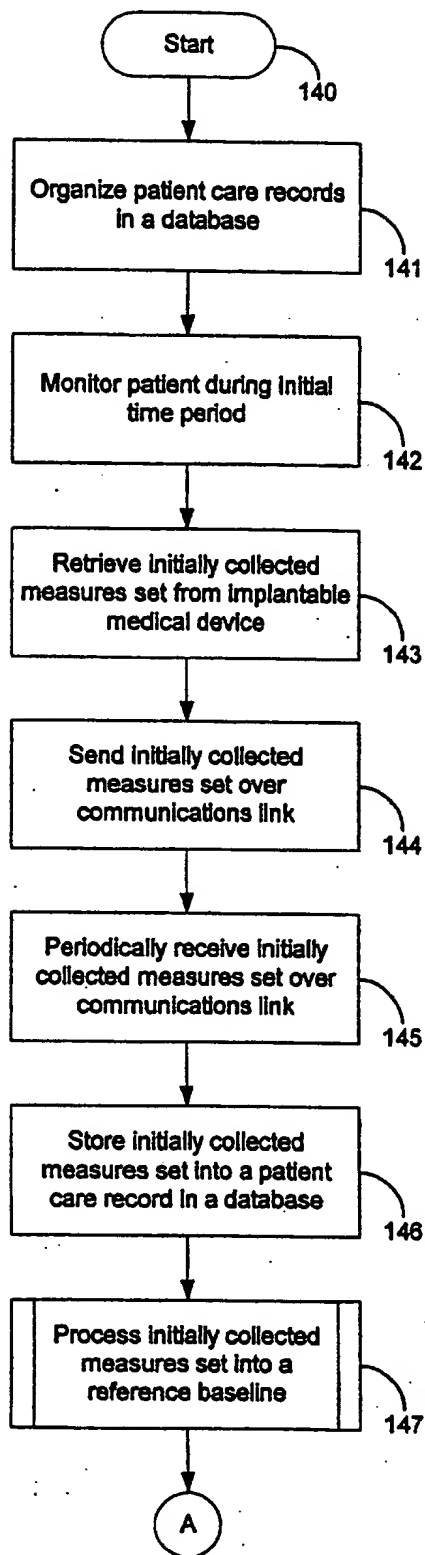 Start
140
Organize patient care records
in a database
141
Monitor patient during initial
time period
142
Retrieve initially collected
measures set from implantable
medical device
143
Send initially collected
measures set over
communications link
144
Periodically receive initially
collected measures set over
communications link
145
Store initially collected
measures set into a patient
care record in a database
146
Process initially collected
measures set into a
reference baseline
147
A